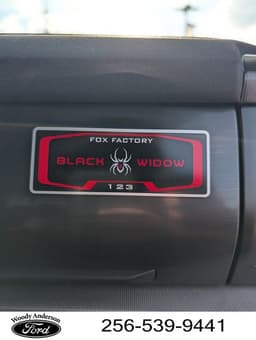 FOX FACTORY
BLACK WIDOW
123
Woody Anderson
Ford
256-539-9441